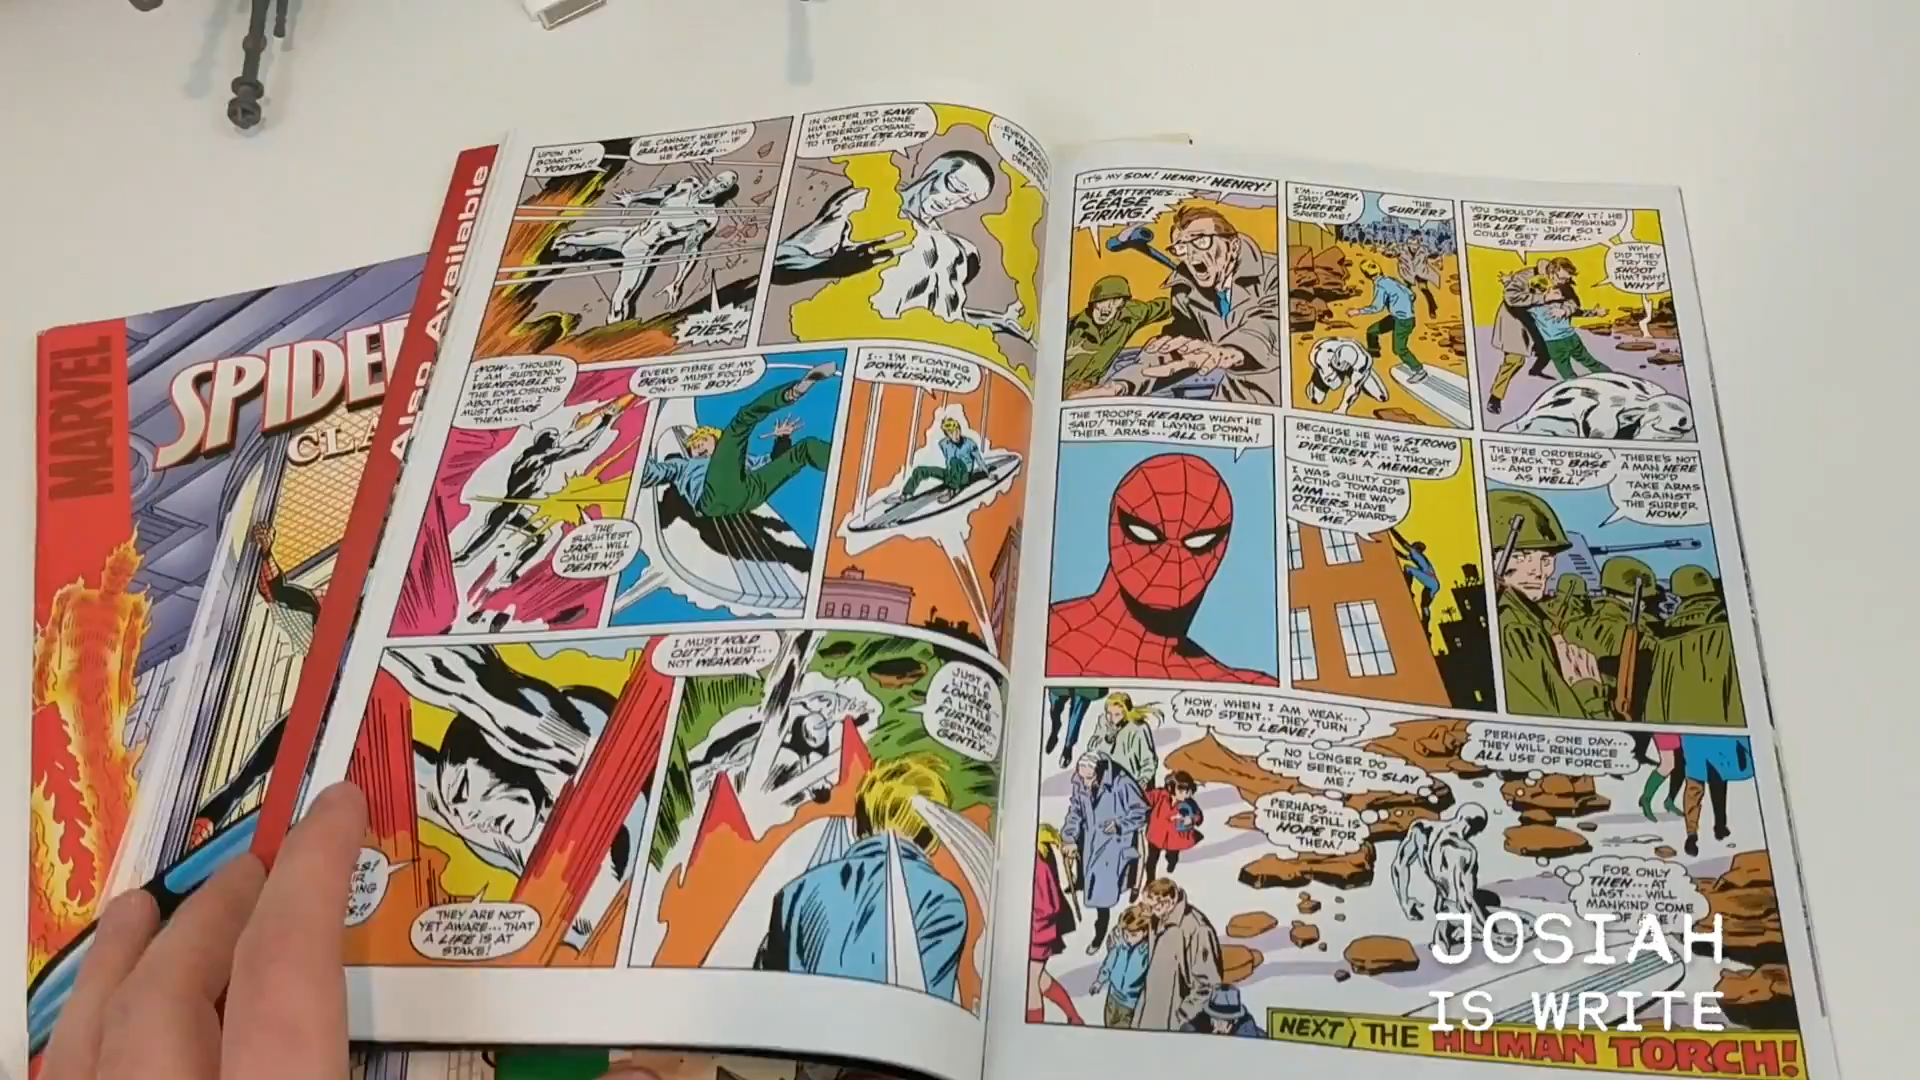 MARVEL
SPIDE
CLA
Also Available
UPON MY
BOARD...
A YOUTH!!
HE CANNOT KEEP HIS
BALANCE! BUT... IF
HE FALLS...
...HE
DIES!!
IN ORDER TO SAVE
HIM... I MUST HONE
MY ENERGY COSMIC
TO ITS MOST DELICATE
DEGREE!
NOW... THOUGH
I AM SUDDENLY
VULNERABLE TO
THE EXPLOSIONS
ABOUT ME... I
MUST IGNORE
THEM...
EVERY FIBRE OF MY
BEING MUST FOCUS
ON... THE BOY!
THE
SLIGHTEST
JAR... WILL
CAUSE HIS
DEATH!
I-- I'M FLOATING
DOWN... LIKE ON
A CUSHION!
I MUST HOLD
OUT! I MUST...
NOT WEAKEN...
THEY ARE NOT
YET AWARE... THAT
A LIFE IS AT
STAKE!
JUST A
LITTLE
LONGER...
A LITTLE
FURTHER...
GENTLY...
GENTLY...
IT'S MY SON! HENRY! HENRY!
ALL BATTERIES...
CEASE
FIRING!
I'M... OKAY,
DAD! THE
SURFER
SAVED ME!
THE
SURFER?
YOU SHOULD'A SEEN IT! HE
STOOD THERE... RISKING
HIS LIFE... JUST SO I
COULD GET BACK...
SAFE!
WHY
DID THEY
TRY TO
SHOOT
HIM? WHY?
WHY?
THE TROOPS HEARD WHAT HE
SAID! THEY'RE LAYING DOWN
THEIR ARMS... ALL OF THEM!
BECAUSE HE WAS STRONG
... BECAUSE HE WAS
DIFFERENT... I THOUGHT
HE WAS A MENACE!
I WAS GUILTY OF
ACTING TOWARDS
HIM... THE WAY
OTHERS HAVE
ACTED... TOWARDS
ME!
THEY'RE ORDERING
US BACK TO BASE
...AND IT'S JUST
AS WELL!
THERE'S NOT
A MAN HERE
WHO'D
TAKE ARMS
AGAINST
THE SURFER
NOW!
NOW, WHEN I AM WEAK...
AND SPENT... THEY TURN
TO LEAVE!
NO LONGER DO
THEY SEEK... TO SLAY
ME!
PERHAPS...
THERE STILL IS
HOPE FOR
THEM!
PERHAPS, ONE DAY...
THEY WILL RENOUNCE
ALL USE OF FORCE...
FOR ONLY
THEN... AT
LAST... WILL
MANKIND COME
OF
NEXT THE
HUMAN TORCH!
JOSIAH
IS WRITE